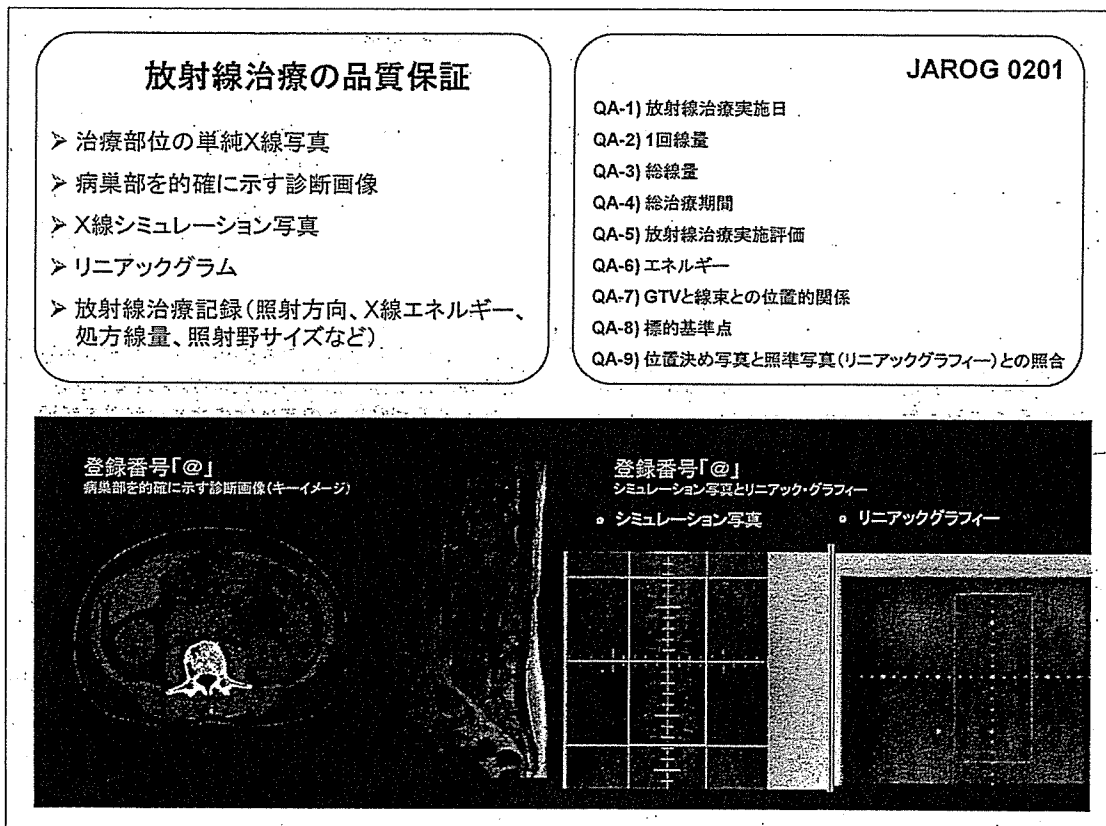 放射線治療の品質保証
➢ 治療部位の単純X線写真
➢ 病巣部を的確に示す診断画像
➢ X線シミュレーション写真
➢ リニアックグラム
➢ 放射線治療記録(照射方向、X線エネルギー、
処方線量、照射野サイズなど)
JAROG 0201
QA-1) 放射線治療実施日
QA-2) 1回線量
QA-3) 総線量
QA-4) 総治療期間
QA-5) 放射線治療実施評価
QA-6) エネルギー
QA-7) GTVと線束との位置的関係
QA-8) 標的基準点
QA-9) 位置決め写真と照準写真(リニアックグラフィー)との照合
登録番号「@」
病巣部を的確に示す診断画像(キーイメージ)
登録番号「@」
シミュレーション写真とリニアック・グラフィー
シミュレーション写真
リニアックグラフィー